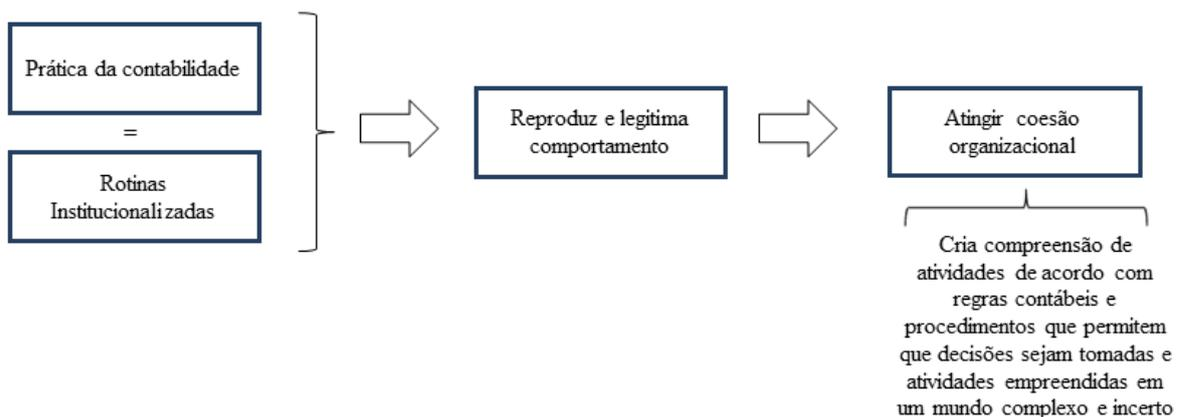 Prática da contabilidade
=
Rotinas
Institucionalizadas
Reproduz e legitima
comportamento
Atingir coesão
organizacional
Cria compreensão de
atividades de acordo com
regras contábeis e
procedimentos que permitem
que decisões sejam tomadas e
atividades empreendidas em
um mundo complexo e incerto